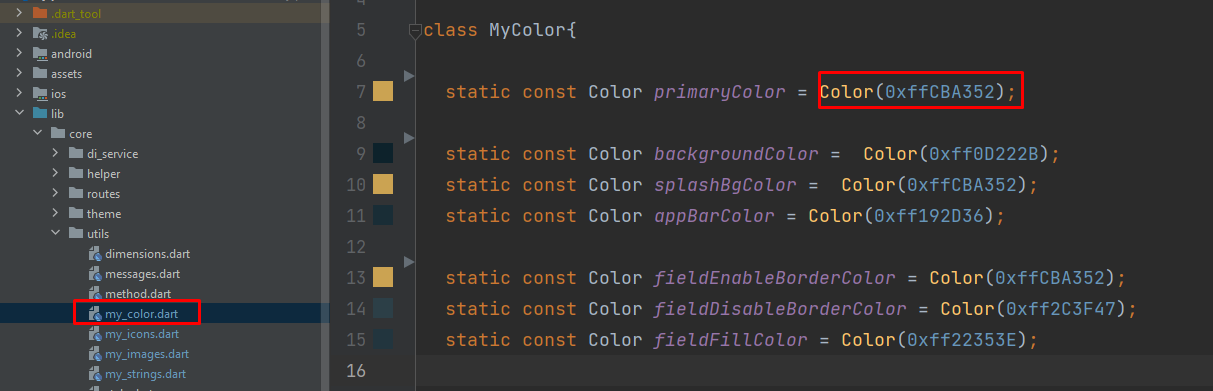 .dart_tool
.idea
android
assets
ios
lib
core
di_service
helper
routes
theme
utils
dimensions.dart
messages.dart
method.dart
my_color.dart
my_icons.dart
my_images.dart
my_strings.dart
5 class MyColor{
6
7 static const Color primaryColor = Color(0xffCBA352);
8
9 static const Color backgroundColor =  Color(0xff0D222B);
10 static const Color splashBgColor =  Color(0xffCBA352);
11 static const Color appBarColor = Color(0xff192D36);
12
13 static const Color fieldEnableBorderColor = Color(0xffCBA352);
14 static const Color fieldDisableBorderColor = Color(0xff2C3F47);
15 static const Color fieldFillColor = Color(0xff22353E);
16